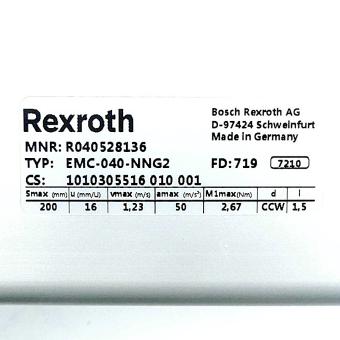 Rexroth
Bosch Rexroth AG
D-97424 Schweinfurt
Made in Germany
MNR: R040528136
TYP: EMC-040-NNG2 FD: 719 7210
CS: 1010305516 010 001
Smax (mm) u (mm/U) vmax (m/s) amax (m/s²) M1max(Nm) d i
200 16 1,23 50 2,67 CCW 1,5